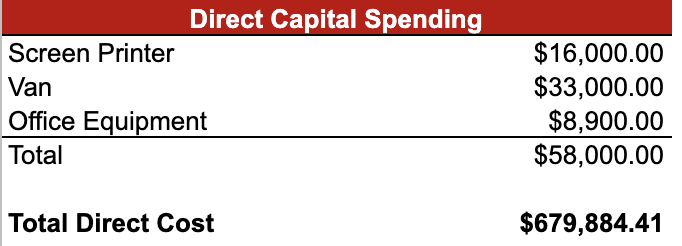 Direct Capital Spending
Screen Printer $16,000.00
Van $33,000.00
Office Equipment $8,900.00
Total $58,000.00
Total Direct Cost $679,884.41